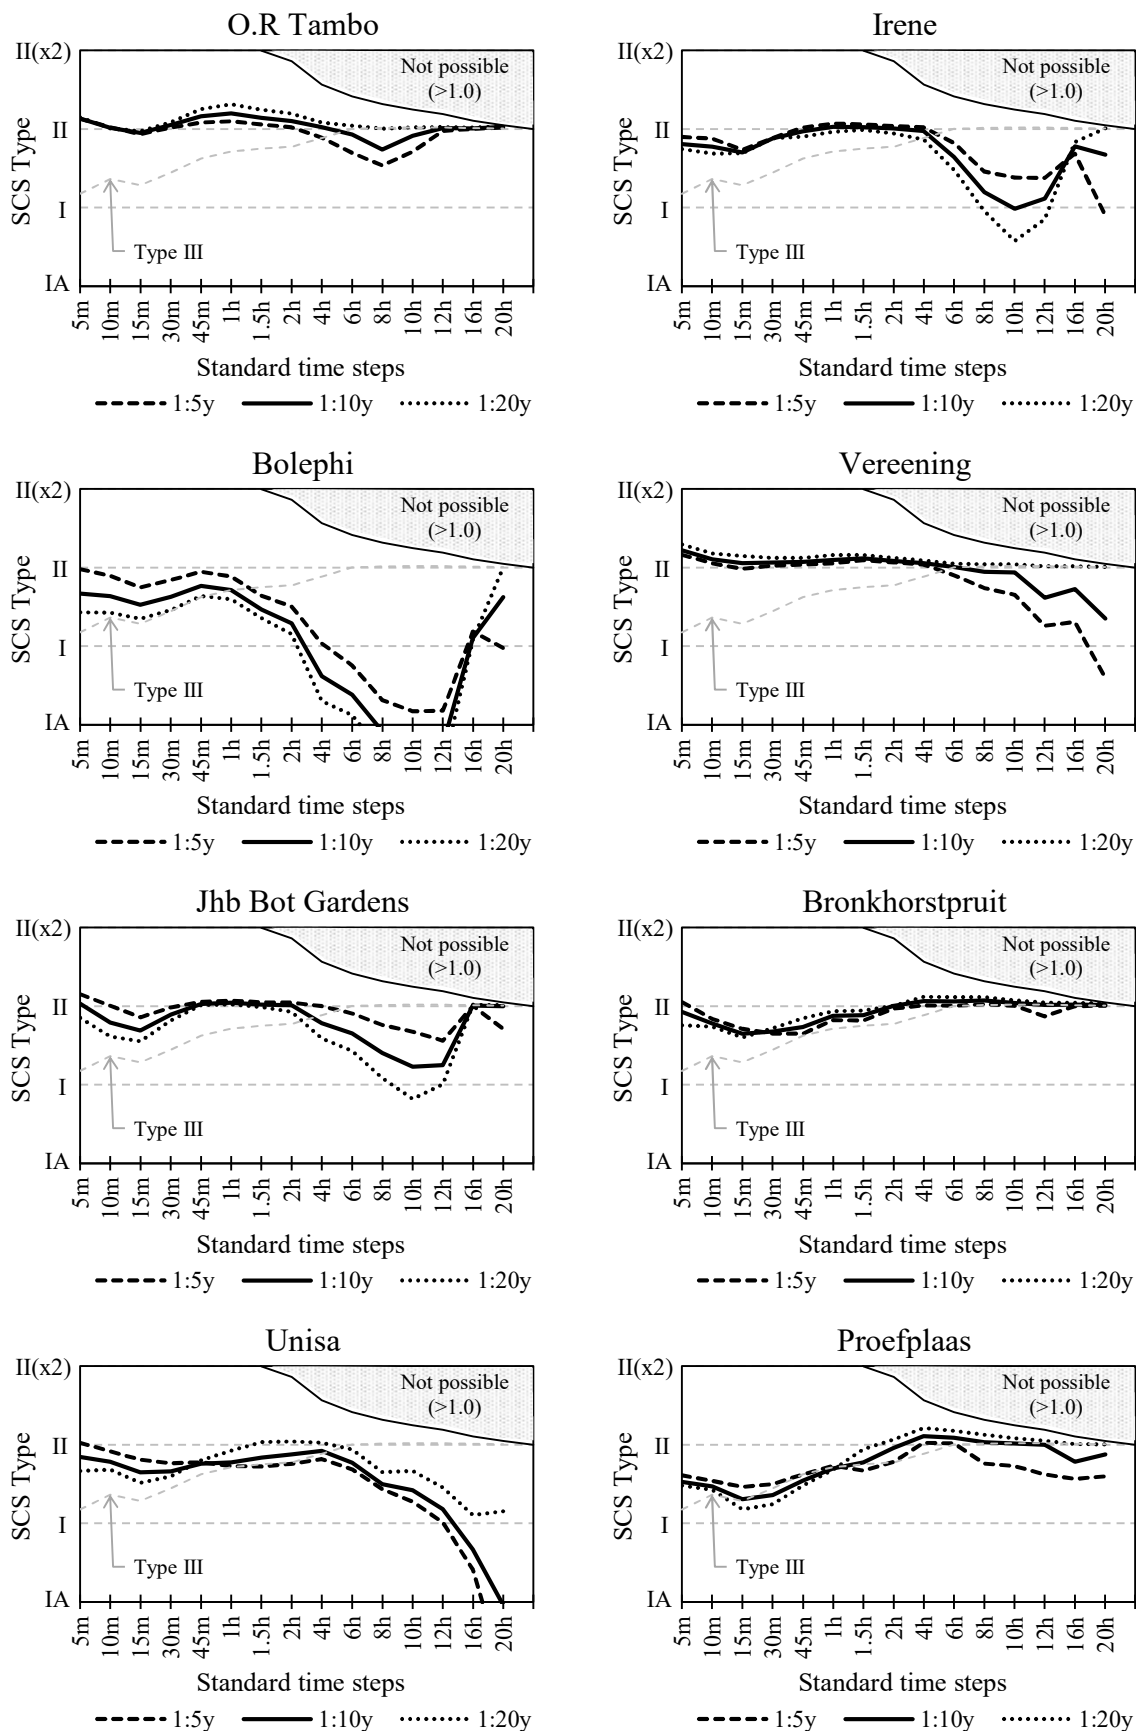 O.R Tambo
II(x2)
Not possible
(>1.0)
II
SCS Type
I
Type III
IA
5m 10m 15m 30m 45m 1h 1.5h 2h 4h 6h 8h 10h 12h 16h 20h
Standard time steps
1:5y 1:10y 1:20y
Irene
II(x2)
Not possible
(>1.0)
II
SCS Type
I
Type III
IA
5m 10m 15m 30m 45m 1h 1.5h 2h 4h 6h 8h 10h 12h 16h 20h
Standard time steps
1:5y 1:10y 1:20y
Bolephi
II(x2)
Not possible
(>1.0)
II
SCS Type
I
Type III
IA
5m 10m 15m 30m 45m 1h 1.5h 2h 4h 6h 8h 10h 12h 16h 20h
Standard time steps
1:5y 1:10y 1:20y
Vereening
II(x2)
Not possible
(>1.0)
II
SCS Type
I
Type III
IA
5m 10m 15m 30m 45m 1h 1.5h 2h 4h 6h 8h 10h 12h 16h 20h
Standard time steps
1:5y 1:10y 1:20y
Jhb Bot Gardens
II(x2)
Not possible
(>1.0)
II
SCS Type
I
Type III
IA
5m 10m 15m 30m 45m 1h 1.5h 2h 4h 6h 8h 10h 12h 16h 20h
Standard time steps
1:5y 1:10y 1:20y
Bronkhorstpruit
II(x2)
Not possible
(>1.0)
II
SCS Type
I
Type III
IA
5m 10m 15m 30m 45m 1h 1.5h 2h 4h 6h 8h 10h 12h 16h 20h
Standard time steps
1:5y 1:10y 1:20y
Unisa
II(x2)
Not possible
(>1.0)
II
SCS Type
I
Type III
IA
5m 10m 15m 30m 45m 1h 1.5h 2h 4h 6h 8h 10h 12h 16h 20h
Standard time steps
1:5y 1:10y 1:20y
Proefplaas
II(x2)
Not possible
(>1.0)
II
SCS Type
I
Type III
IA
5m 10m 15m 30m 45m 1h 1.5h 2h 4h 6h 8h 10h 12h 16h 20h
Standard time steps
1:5y 1:10y 1:20y